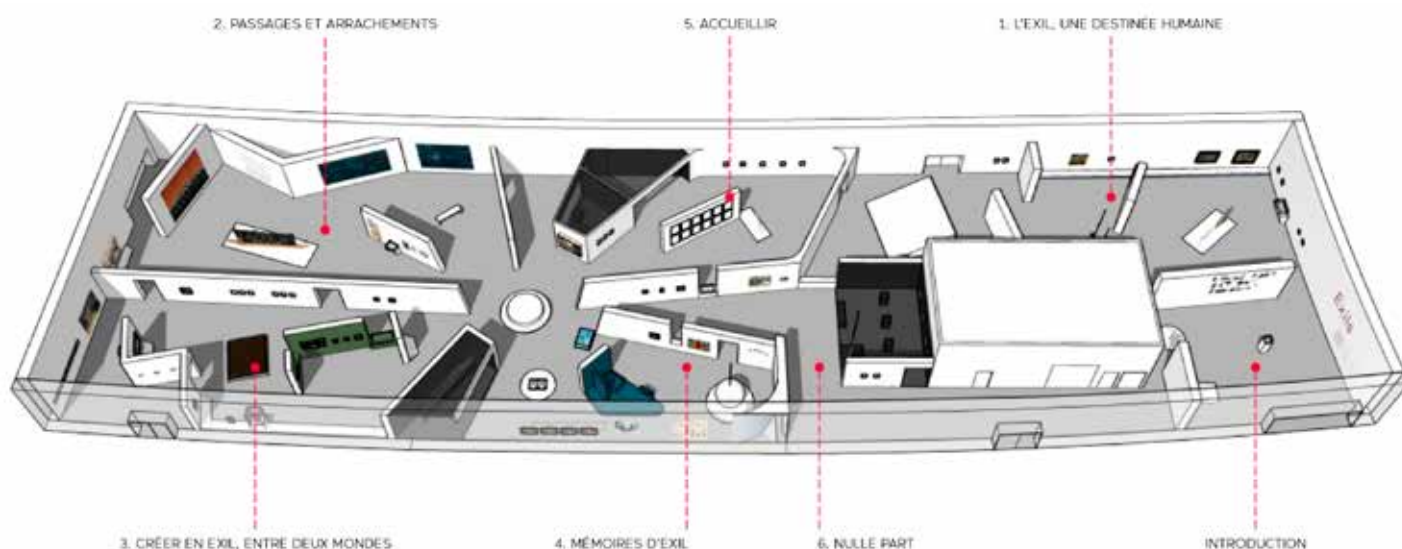 2. PASSAGES ET ARRACHEMENTS
5. ACCUEILLIR
1. L'EXIL, UNE DESTINÉE HUMAINE
3. CRÉER EN EXIL, ENTRE DEUX MONDES
4. MÉMOIRES D'EXIL
6. NULLE PART
INTRODUCTION